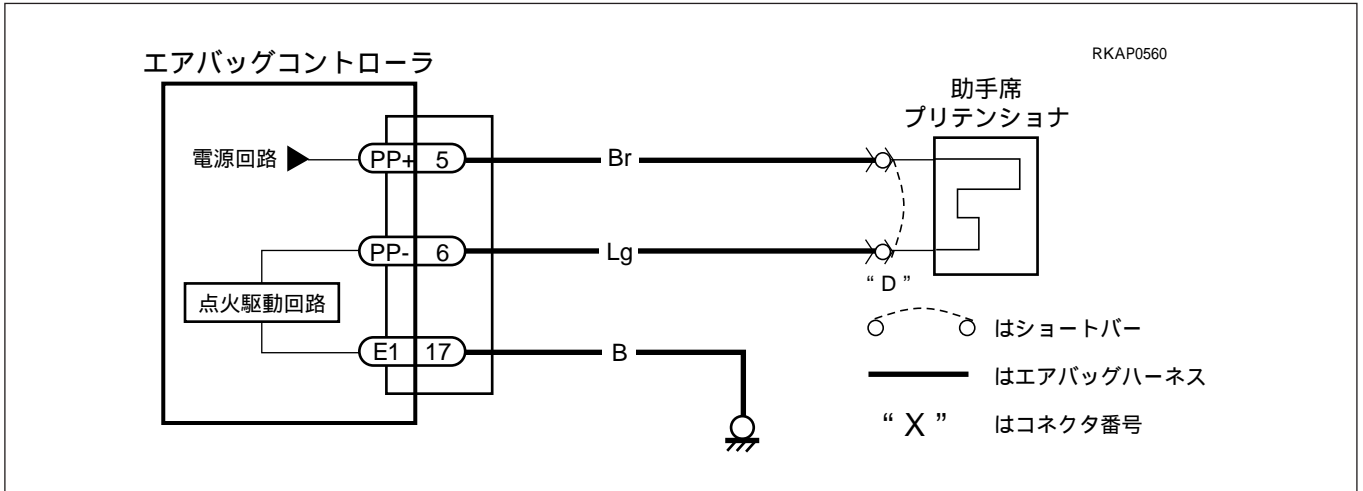 RKAP0560
エアバッグコントローラ
助手席
プリテンショナ
電源回路
PP+ 5
Br
PP- 6
Lg
“ D ”
点火駆動回路
はショートバー
E1 17
B
はエアバッグハーネス
“ X ” はコネクタ番号